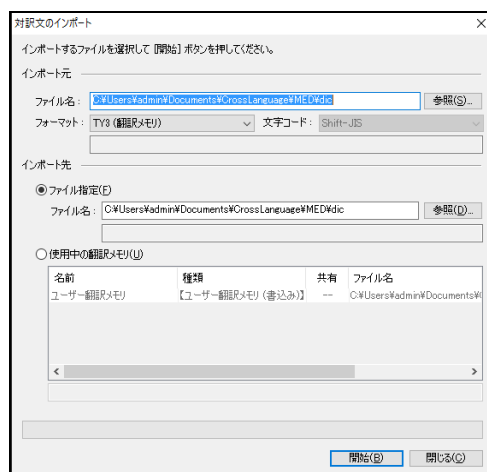 対訳文のインポート
インポートするファイルを選択して [開始] ボタンを押してください。
インポート元
ファイル名： C:¥Users¥admin¥Documents¥CrossLanguage¥MED¥dic 参照(S)...
フォーマット： TY3 (翻訳メモリ) 文字コード： Shift-JIS
インポート先
ファイル指定(F)
ファイル名： C:¥Users¥admin¥Documents¥CrossLanguage¥MED¥dic 参照(D)...
使用中の翻訳メモリ(U)
名前 種類 共有 ファイル名
ユーザー翻訳メモリ 【ユーザー翻訳メモリ (書込み)】 -- C:¥Users¥admin¥Documents¥
開始(B) 閉じる(C)